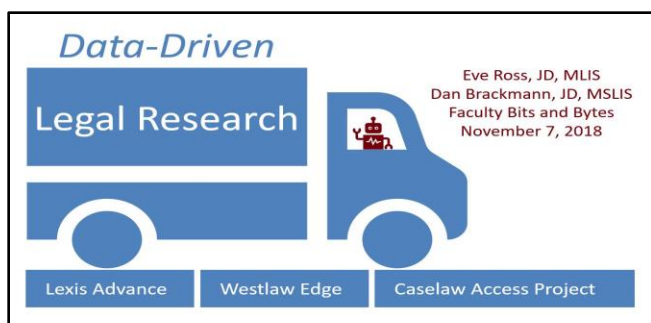 Data-Driven
Legal Research
Eve Ross, JD, MLIS
Dan Brackmann, JD, MSLIS
Faculty Bits and Bytes
November 7, 2018
Lexis Advance
Westlaw Edge
Caselaw Access Project